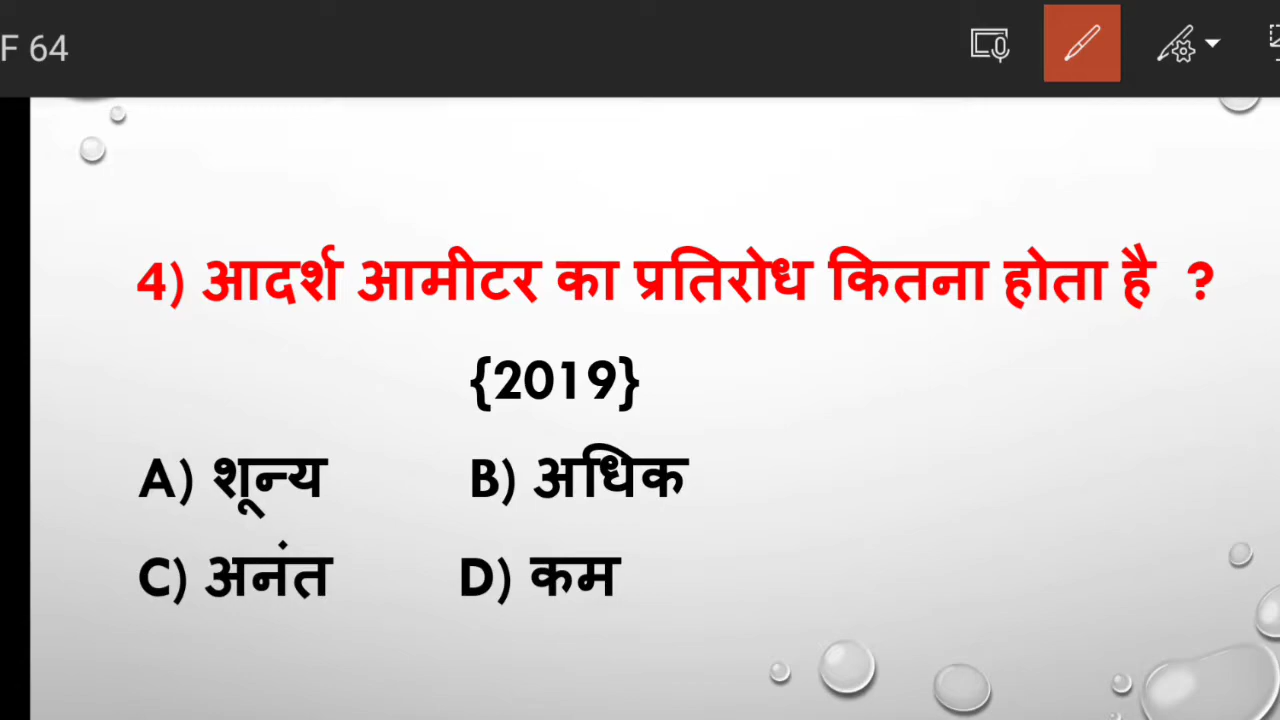 F 64
4) आदर्श आमीटर का प्रतिरोध कितना होता है ?
{2019}
A) शून्य B) अधिक
C) अनंत D) कम